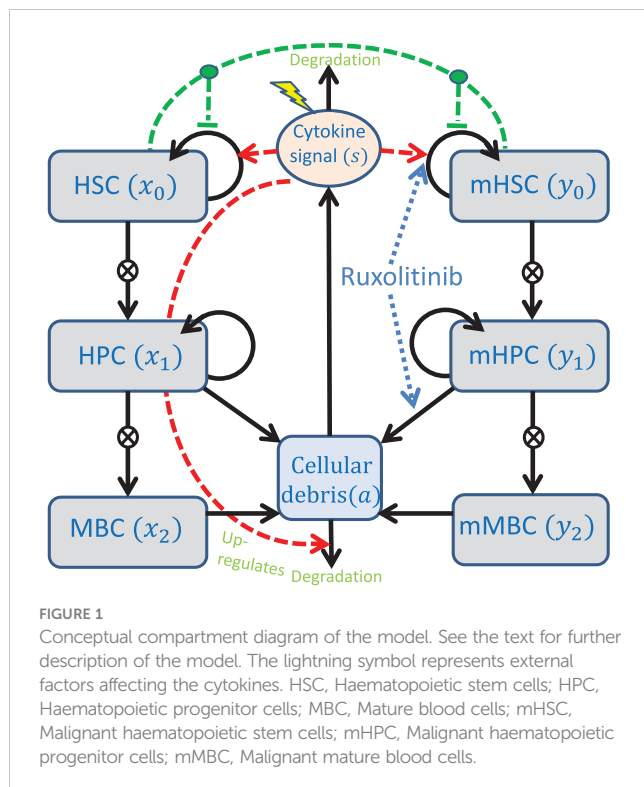 Degradation
Cytokine
signal (s)
HSC (x₀)
mHSC (y₀)
Ruxolitinib
HPC (x₁)
mHPC (y₁)
Cellular
debris(a)
MBC (x₂)
mMBC (y₂)
Up-
regulates
Degradation
FIGURE 1
Conceptual compartment diagram of the model. See the text for further
description of the model. The lightning symbol represents external
factors affecting the cytokines. HSC, Haematopoietic stem cells; HPC,
Haematopoietic progenitor cells; MBC, Mature blood cells; mHSC,
Malignant haematopoietic stem cells; mHPC, Malignant haematopoietic
progenitor cells; mMBC, Malignant mature blood cells.